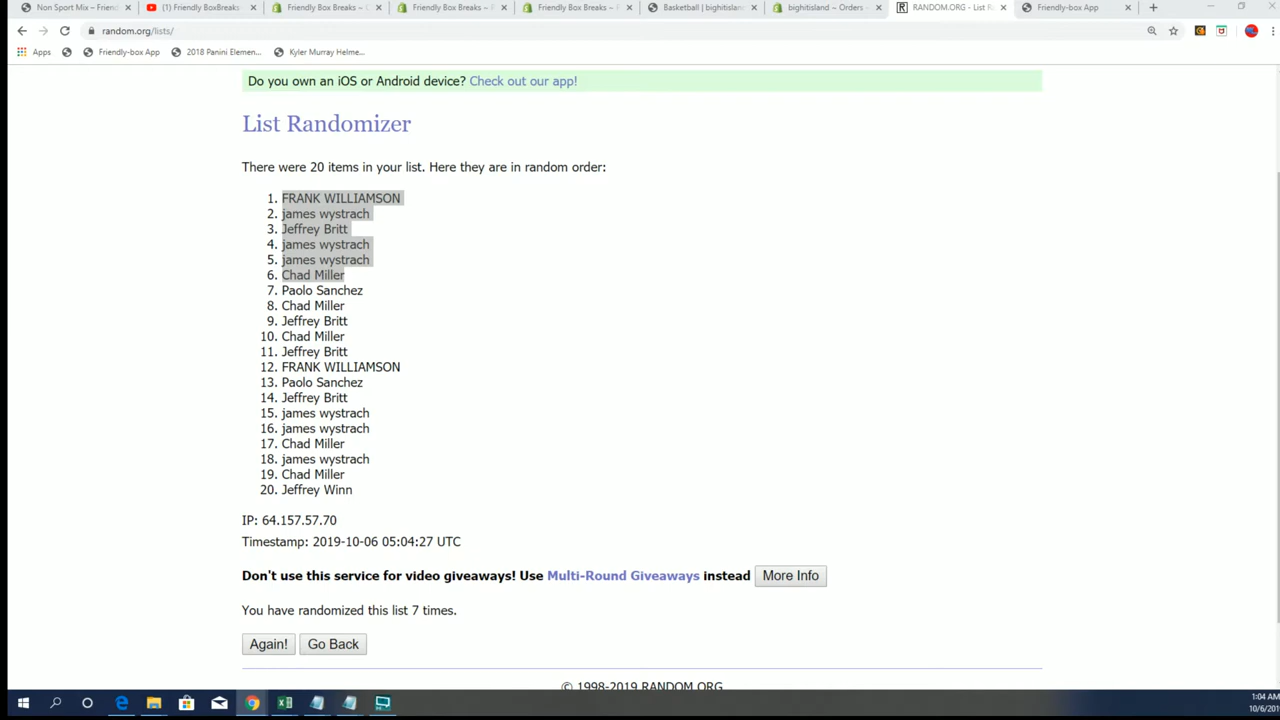 Non Sport Mix – Friend
(1) Friendly BoxBreaks
Friendly Box Breaks ~ C
Friendly Box Breaks ~ P
Friendly Box Breaks ~ P
Basketball | bighitisland
bighitisland ~ Orders ~
RANDOM.ORG - List R
Friendly-box App
random.org/lists/
Apps
Friendly-box App
2018 Panini Elemen...
Kyler Murray Helme...
Do you own an iOS or Android device? Check out our app!
List Randomizer
There were 20 items in your list. Here they are in random order:
1. FRANK WILLIAMSON
2. james wystrach
3. Jeffrey Britt
4. james wystrach
5. james wystrach
6. Chad Miller
7. Paolo Sanchez
8. Chad Miller
9. Jeffrey Britt
10. Chad Miller
11. Jeffrey Britt
12. FRANK WILLIAMSON
13. Paolo Sanchez
14. Jeffrey Britt
15. james wystrach
16. james wystrach
17. Chad Miller
18. james wystrach
19. Chad Miller
20. Jeffrey Winn
IP: 64.157.57.70
Timestamp: 2019-10-06 05:04:27 UTC
Don't use this service for video giveaways! Use Multi-Round Giveaways instead More Info
You have randomized this list 7 times.
Again! Go Back
© 1998-2019 RANDOM.ORG
1:04 AM
10/6/201